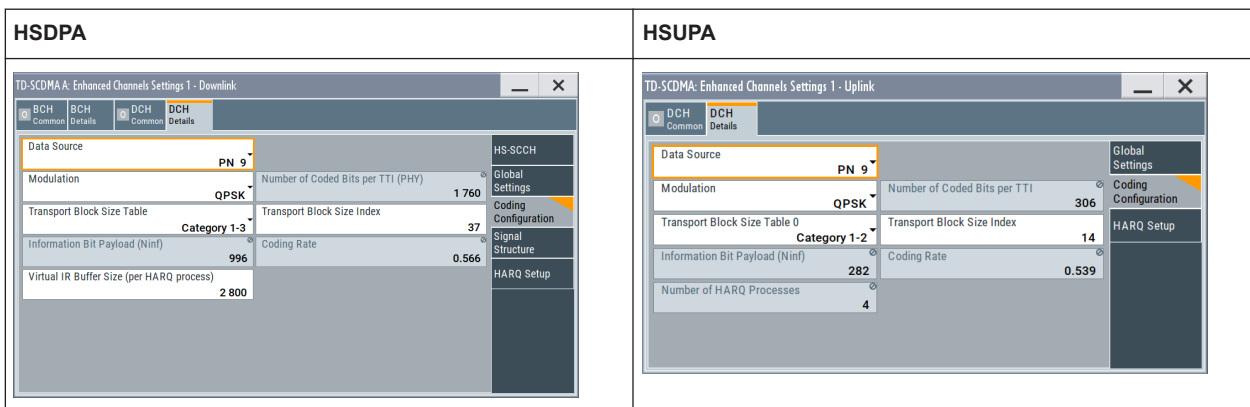 HSDPA
TD-SCDMA A: Enhanced Channels Settings 1 - Downlink
O BCH Common
BCH Details
O DCH Common
DCH Details
Data Source
PN 9
Modulation
QPSK
Number of Coded Bits per TTI (PHY)
1 760
Transport Block Size Table
Category 1-3
Transport Block Size Index
37
Information Bit Payload (Ninf)
996
Coding Rate
0.566
Virtual IR Buffer Size (per HARQ process)
2 800
HS-SCCH
Global
Settings
Coding
Configuration
Signal
Structure
HARQ Setup
HSUPA
TD-SCDMA: Enhanced Channels Settings 1 - Uplink
O DCH Common
DCH Details
Data Source
PN 9
Modulation
QPSK
Number of Coded Bits per TTI
306
Transport Block Size Table 0
Category 1-2
Transport Block Size Index
14
Information Bit Payload (Ninf)
282
Coding Rate
0.539
Number of HARQ Processes
4
Global
Settings
Coding
Configuration
HARQ Setup